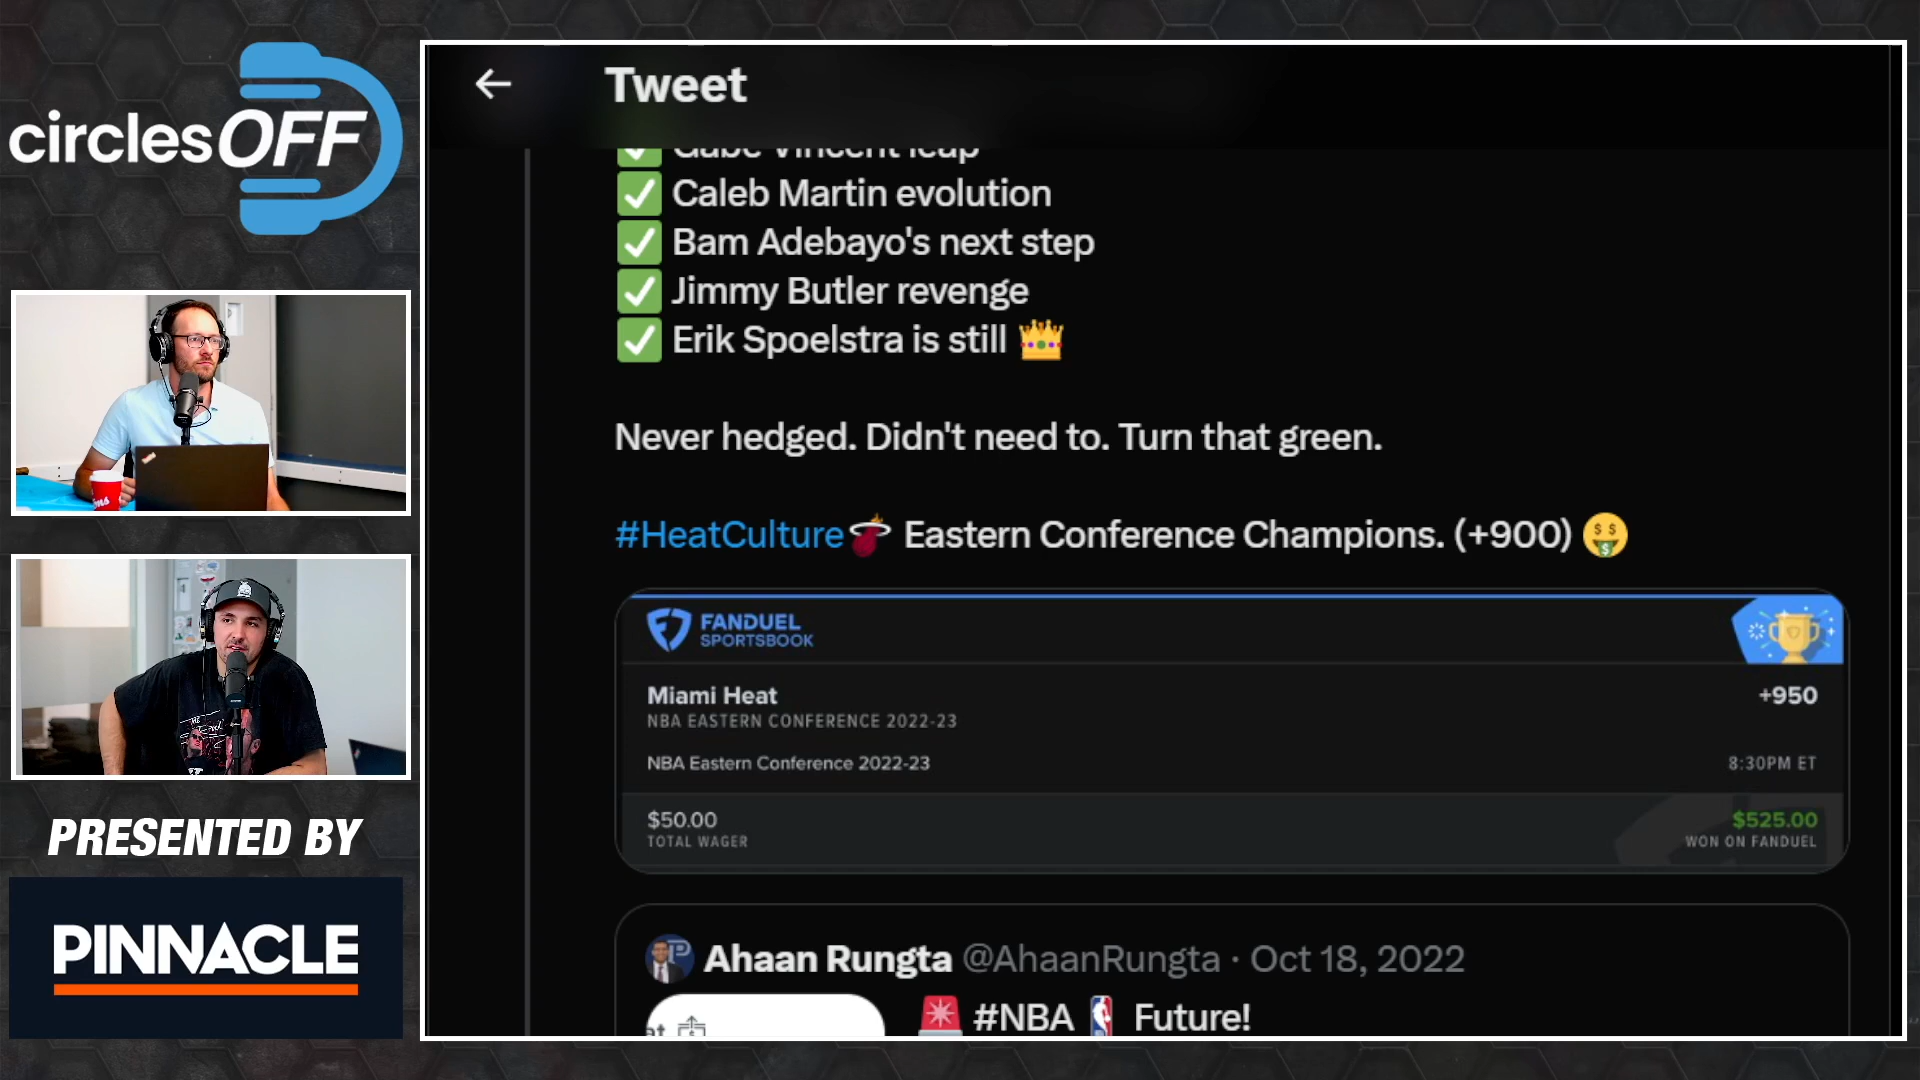 circlesOFF
PRESENTED BY
PINNACLE
Tweet
Gabe Vincent leap
Caleb Martin evolution
Bam Adebayo's next step
Jimmy Butler revenge
Erik Spoelstra is still
Never hedged. Didn't need to. Turn that green.
#HeatCulture Eastern Conference Champions. (+900)
FANDUEL
SPORTSBOOK
Miami Heat +950
NBA EASTERN CONFERENCE 2022-23
NBA Eastern Conference 2022-23 8:30PM ET
$50.00 $525.00
TOTAL WAGER WON ON FANDUEL
Ahaan Rungta @AhaanRungta · Oct 18, 2022
#NBA Future!